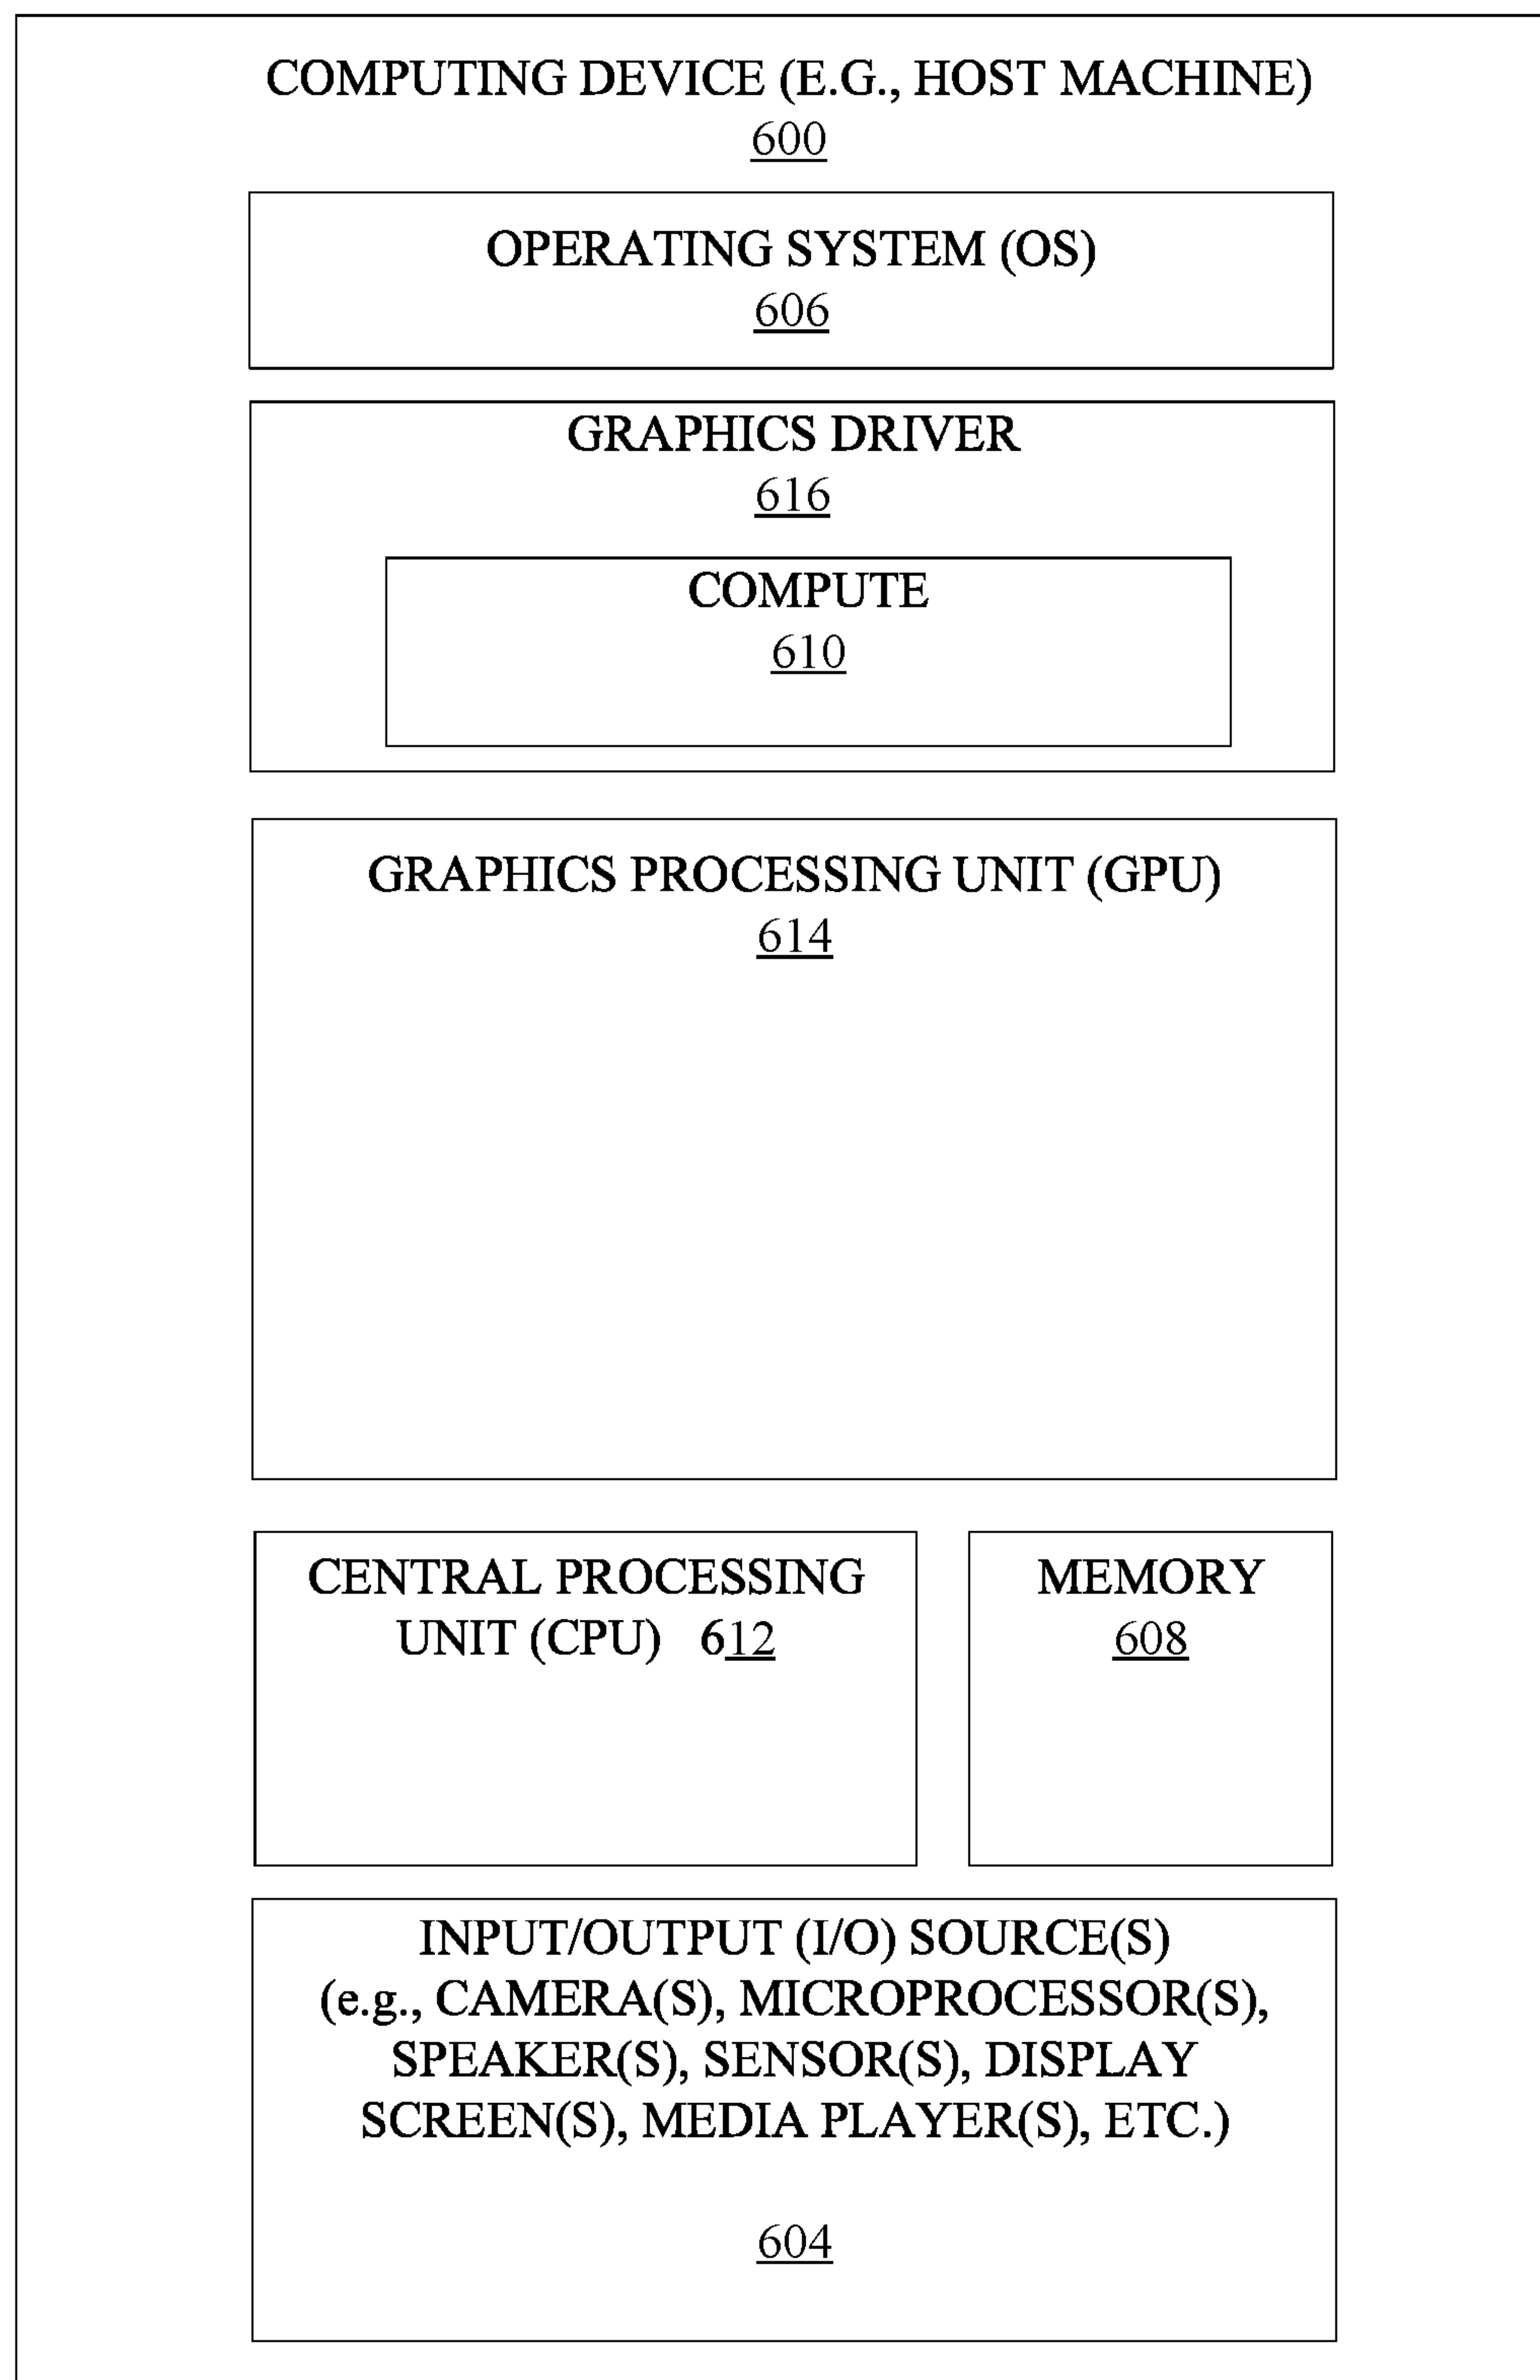 COMPUTING DEVICE (E.G., HOST MACHINE)
600
OPERATING SYSTEM (OS)
606
GRAPHICS DRIVER
616
COMPUTE
610
GRAPHICS PROCESSING UNIT (GPU)
614
CENTRAL PROCESSING
UNIT (CPU) 612
MEMORY
608
INPUT/OUTPUT (I/O) SOURCE(S)
(e.g., CAMERA(S), MICROPROCESSOR(S),
SPEAKER(S), SENSOR(S), DISPLAY
SCREEN(S), MEDIA PLAYER(S), ETC.)
604